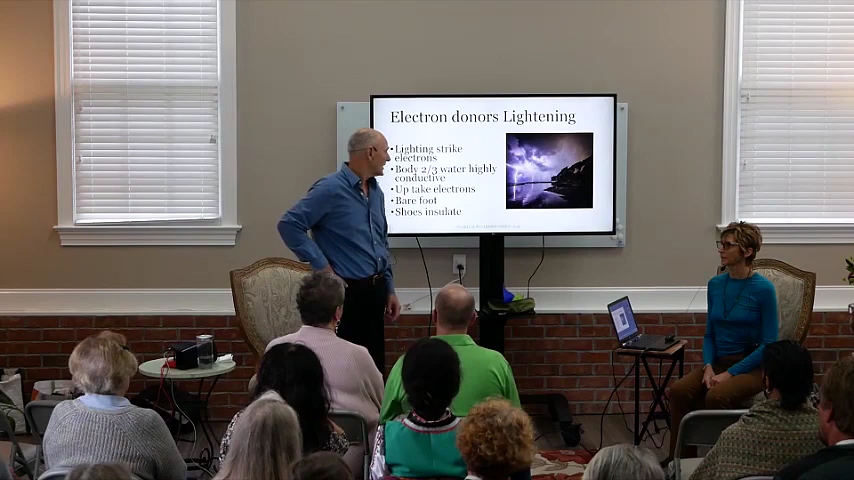 Electron donors Lightening
• Lighting strike
electrons
• Body 2/3 water highly
conductive
• Up take electrons
• Bare foot
• Shoes insulate